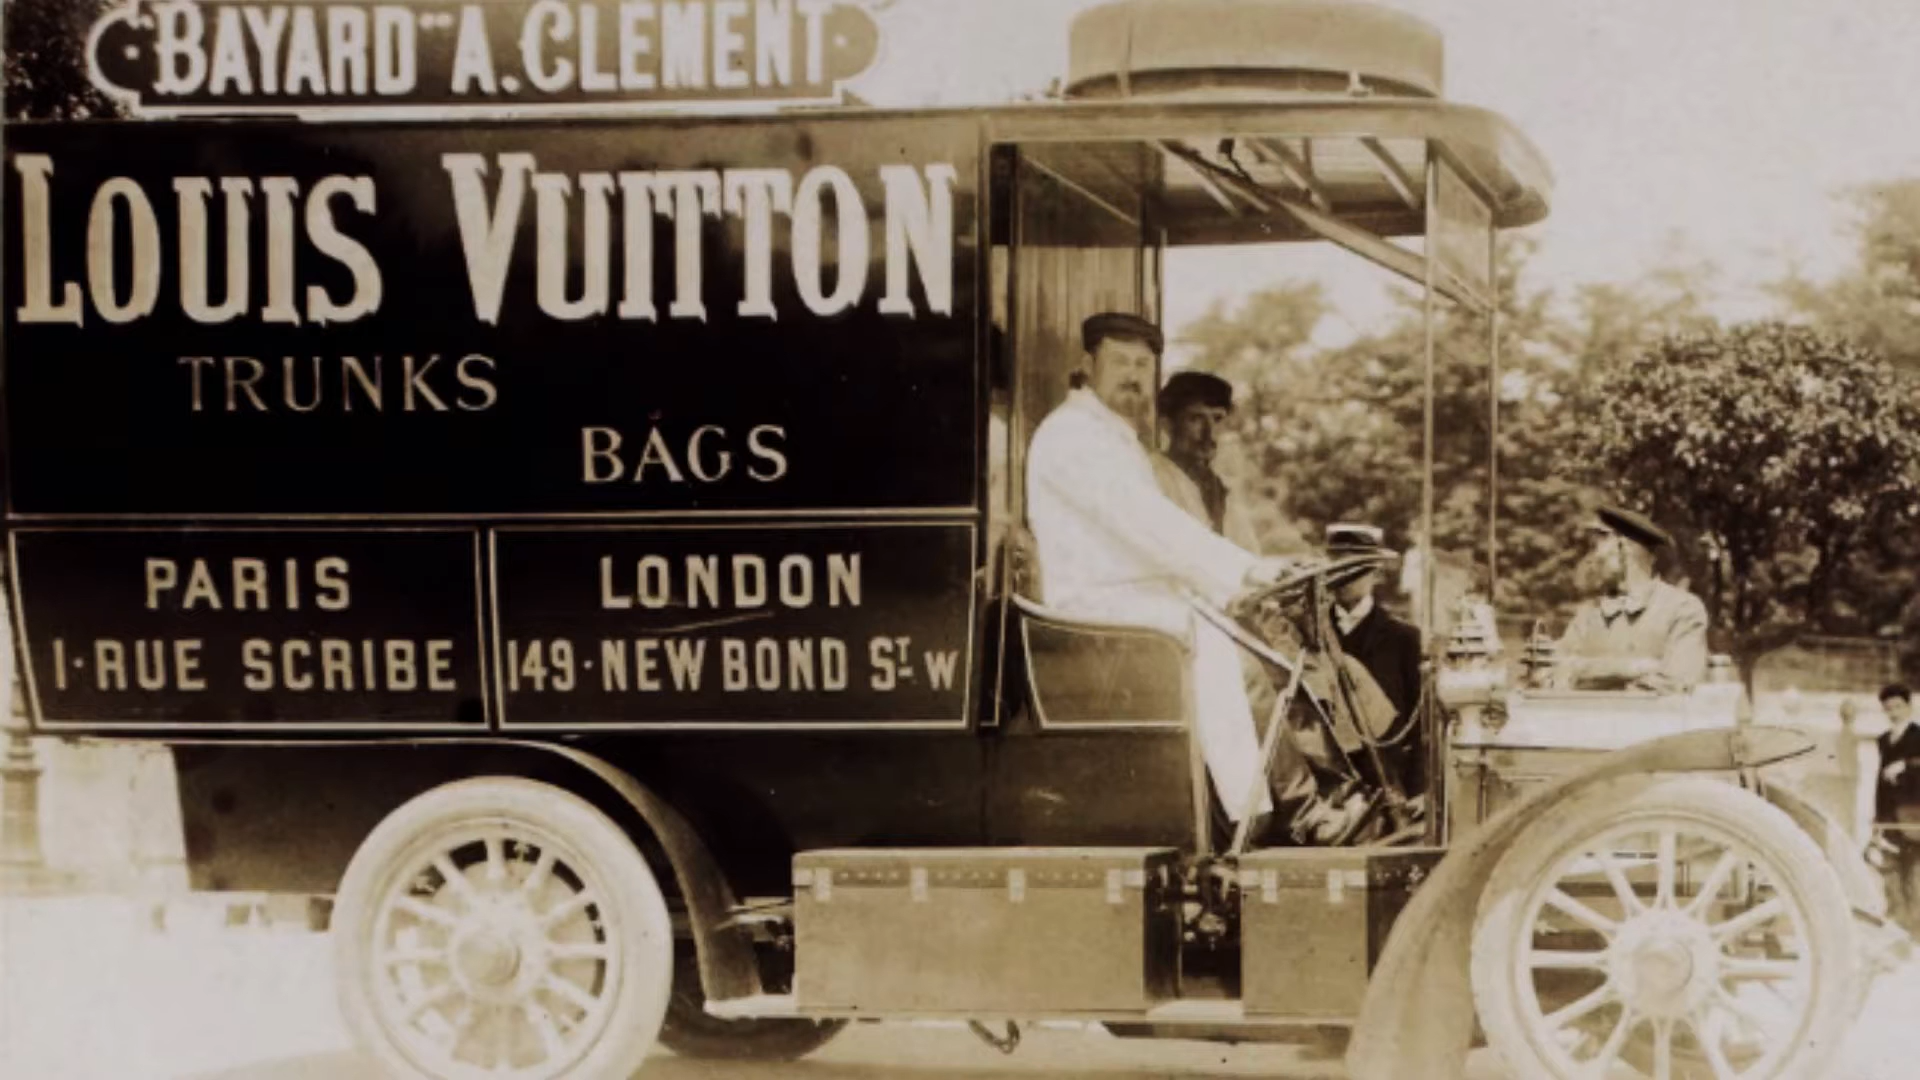 "BAYARD" A. CLEMENT
LOUIS VUITTON
TRUNKS
BAGS
PARIS
1·RUE SCRIBE
LONDON
149·NEW BOND ST W